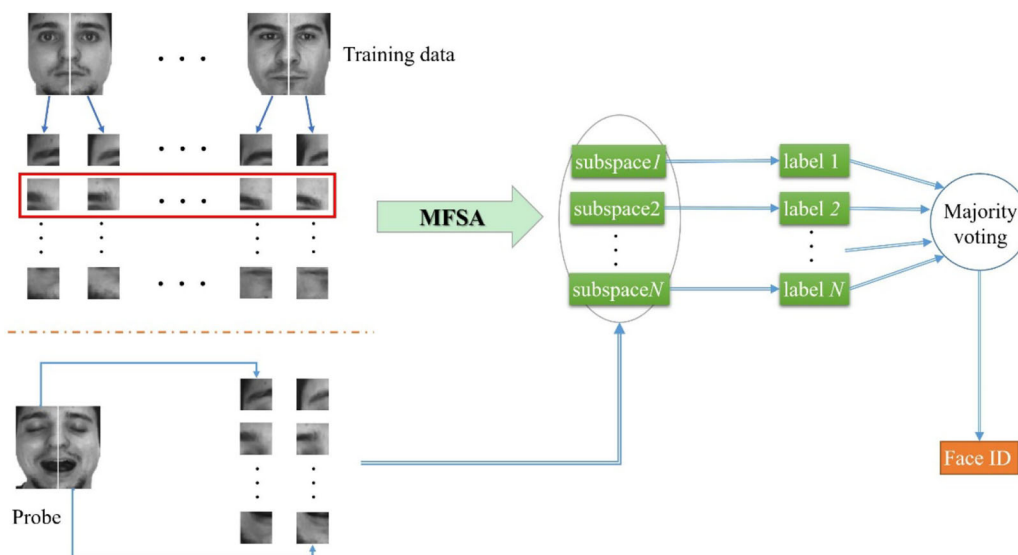 Training data
MFSA
subspace1
subspace2
subspaceN
label 1
label 2
label N
Majority
voting
Face ID
Probe